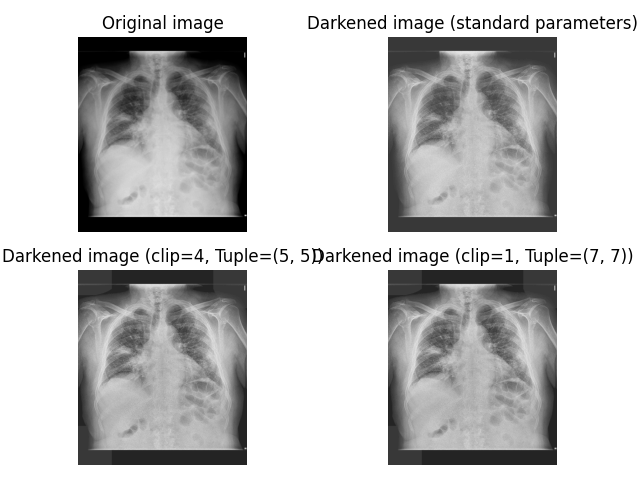 Original image
Darkened image (standard parameters)
Darkened image (clip=4, Tuple=(5, 5))
Darkened image (clip=1, Tuple=(7, 7))